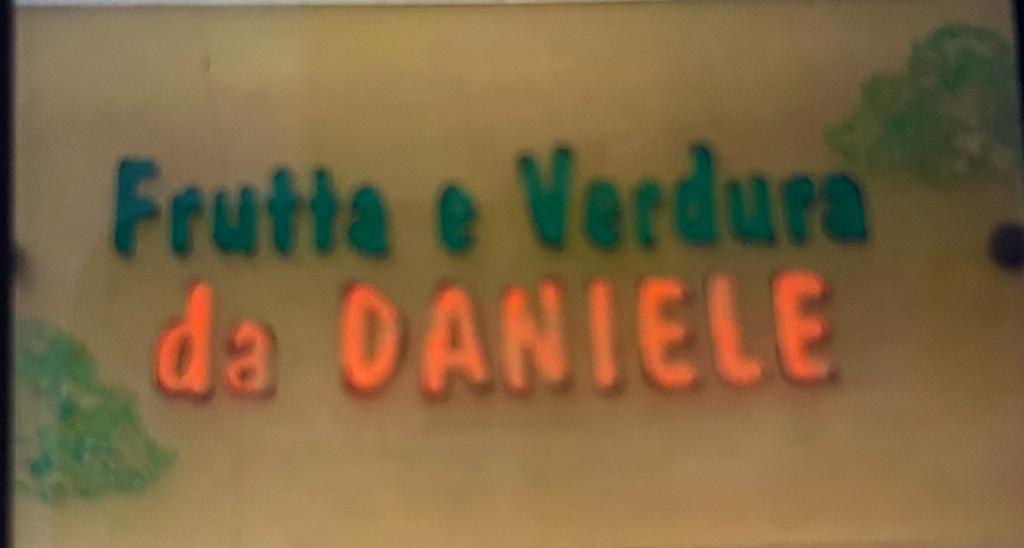 Frutta e Verdura
da DANIELE